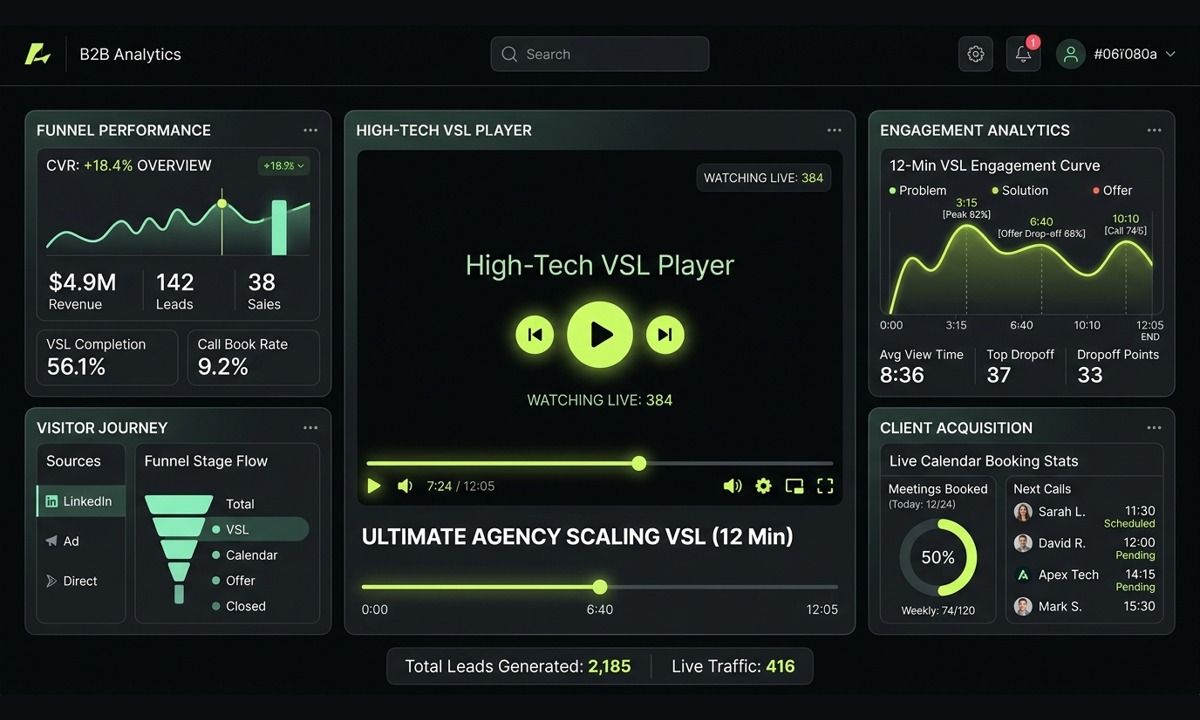 B2B Analytics
Search
1
#06ī080a
FUNNEL PERFORMANCE
CVR: +18.4% OVERVIEW
+18.9%
$4.9M
Revenue
142
Leads
38
Sales
VSL Completion
56.1%
Call Book Rate
9.2%
VISITOR JOURNEY
Sources
in LinkedIn
Ad
Direct
Funnel Stage Flow
Total
VSL
Calendar
Offer
Closed
HIGH-TECH VSL PLAYER
WATCHING LIVE: 384
High-Tech VSL Player
WATCHING LIVE: 384
7:24 / 12:05
ULTIMATE AGENCY SCALING VSL (12 Min)
0:00 6:40 12:05
ENGAGEMENT ANALYTICS
12-Min VSL Engagement Curve
Problem Solution Offer
3:15
[Peak 82%]
6:40
[Offer Drop-off 68%]
10:10
[Call 74%]
0:00 3:15 6:40 10:10 12:05
END
Avg View Time
8:36
Top Dropoff
37
Dropoff Points
33
CLIENT ACQUISITION
Live Calendar Booking Stats
Meetings Booked
(Today: 12/24)
50%
Weekly: 74/120
Next Calls
Sarah L. 11:30
Scheduled
David R. 12:00
Pending
Apex Tech 14:15
Pending
Mark S. 15:30
Total Leads Generated: 2,185
Live Traffic: 416